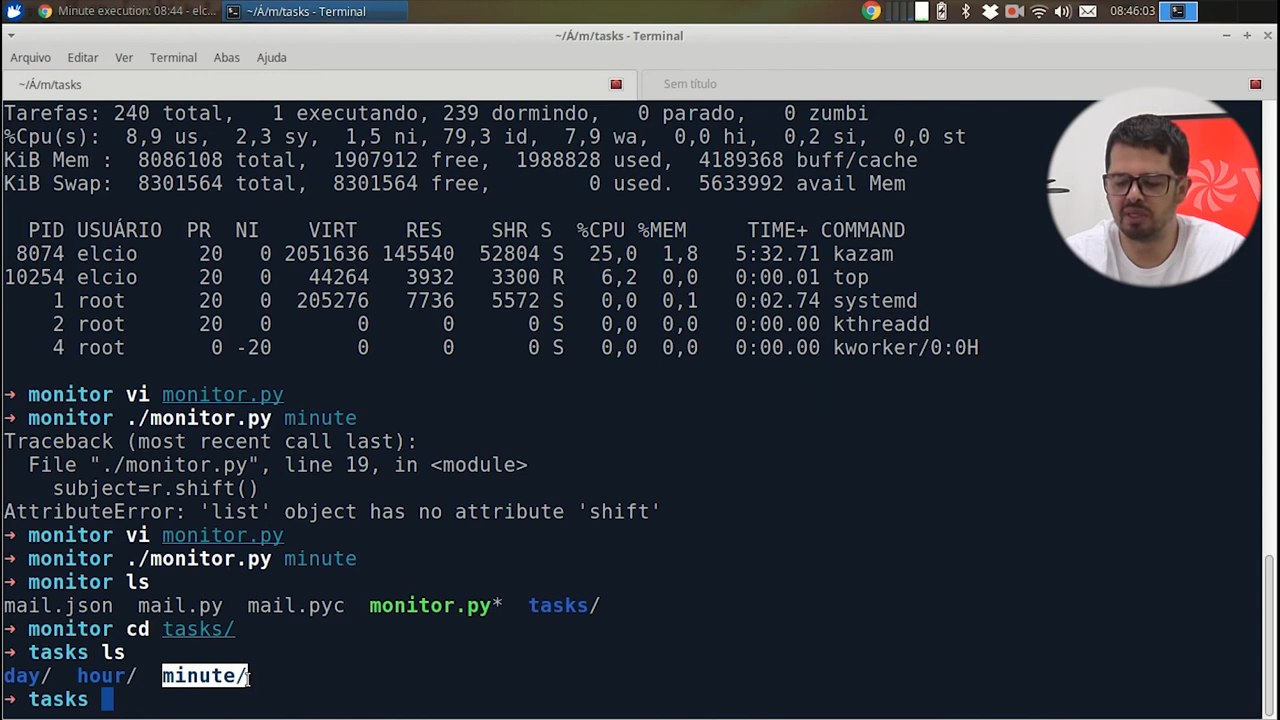 Minute execution: 08:44 - elc...
~/Á/m/tasks - Terminal
08:46:03
~/Á/m/tasks - Terminal
Arquivo Editar Ver Terminal Abas Ajuda
~/Á/m/tasks
Sem título
Tarefas: 240 total, 1 executando, 239 dormindo, 0 parado, 0 zumbi
%Cpu(s): 8,9 us, 2,3 sy, 1,5 ni, 79,3 id, 7,9 wa, 0,0 hi, 0,2 si, 0,0 st
KiB Mem : 8086108 total, 1907912 free, 1988828 used, 4189368 buff/cache
KiB Swap: 8301564 total, 8301564 free, 0 used. 5633992 avail Mem
PID USUÁRIO PR NI VIRT RES SHR S %CPU %MEM TIME+ COMMAND
8074 elcio 20 0 2051636 145540 52804 S 25,0 1,8 5:32.71 kazam
10254 elcio 20 0 44264 3932 3300 R 6,2 0,0 0:00.01 top
1 root 20 0 205276 7736 5572 S 0,0 0,1 0:02.74 systemd
2 root 20 0 0 0 0 S 0,0 0,0 0:00.00 kthreadd
4 root 0 -20 0 0 0 S 0,0 0,0 0:00.00 kworker/0:0H
➜ monitor vi monitor.py
➜ monitor ./monitor.py minute
Traceback (most recent call last):
File "./monitor.py", line 19, in <module>
subject=r.shift()
AttributeError: 'list' object has no attribute 'shift'
➜ monitor vi monitor.py
➜ monitor ./monitor.py minute
➜ monitor ls
mail.json mail.py mail.pyc monitor.py* tasks/
➜ monitor cd tasks/
➜ tasks ls
day/ hour/ minute/
➜ tasks